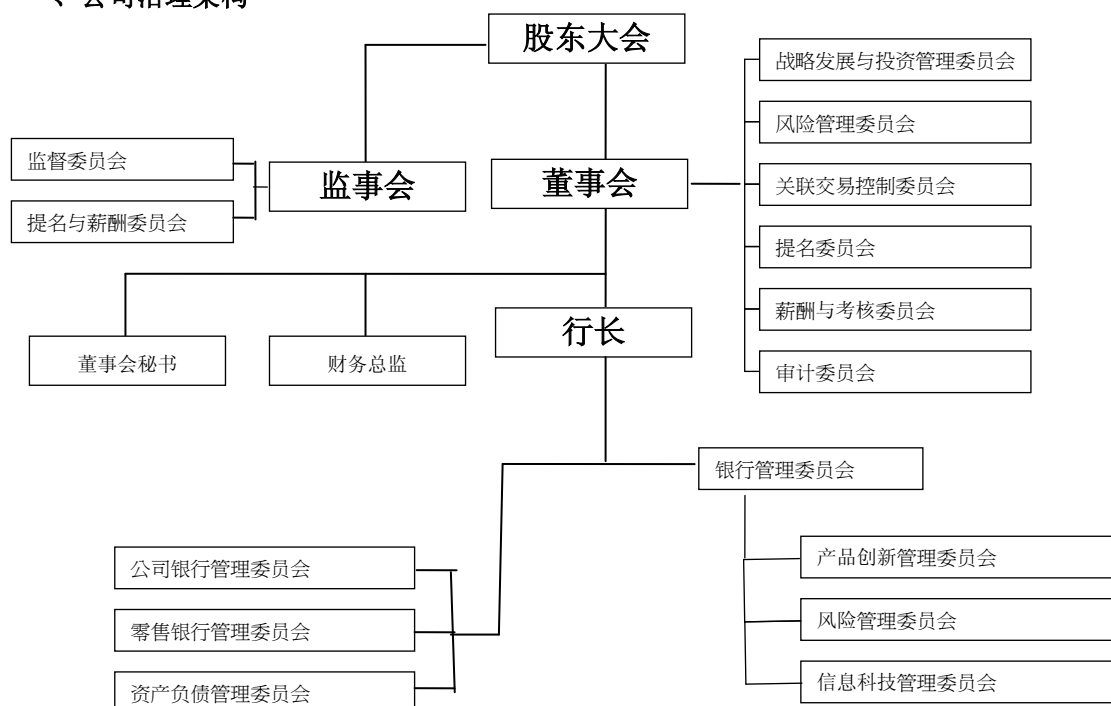 、公司治理架构
股东大会
战略发展与投资管理委员会
风险管理委员会
监督委员会
监事会
董事会
关联交易控制委员会
提名与薪酬委员会
提名委员会
行长
薪酬与考核委员会
董事会秘书
财务总监
审计委员会
银行管理委员会
公司银行管理委员会
产品创新管理委员会
零售银行管理委员会
风险管理委员会
资产负债管理委员会
信息科技管理委员会